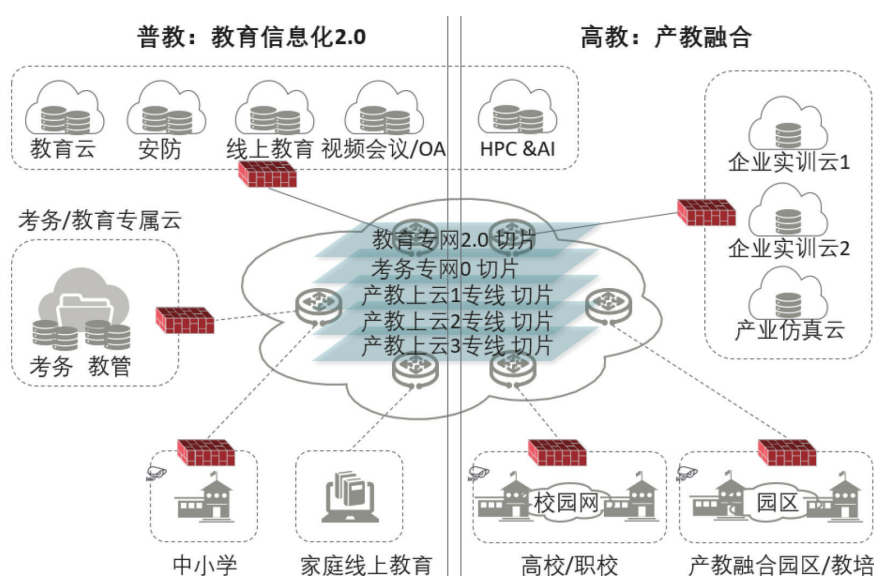 普教：教育信息化2.0
高教：产教融合
教育云
安防
线上教育
视频会议/OA
HPC &AI
企业实训云1
企业实训云2
产业仿真云
考务/教育专属云
考务
教管
教育专网2.0 切片
考务专网0 切片
产教上云1专线 切片
产教上云2专线 切片
产教上云3专线 切片
校园网
园区
中小学
家庭线上教育
高校/职校
产教融合园区/教培